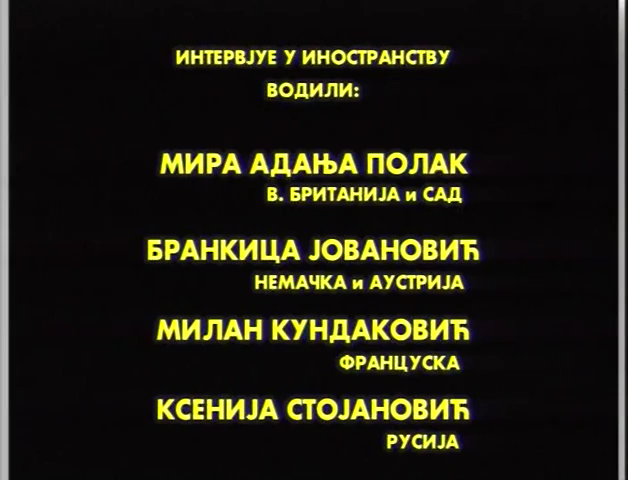 ИНТЕРВЈУЕ У ИНОСТРАНСТВУ
ВОДИЛИ:
МИРА АДАЊА ПОЛАК
В. БРИТАНИЈА и САД
БРАНКИЦА ЈОВАНОВИЋ
НЕМАЧКА и АУСТРИЈА
МИЛАН КУНДАКОВИЋ
ФРАНЦУСКА
КСЕНИЈА СТОЈАНОВИЋ
РУСИЈА